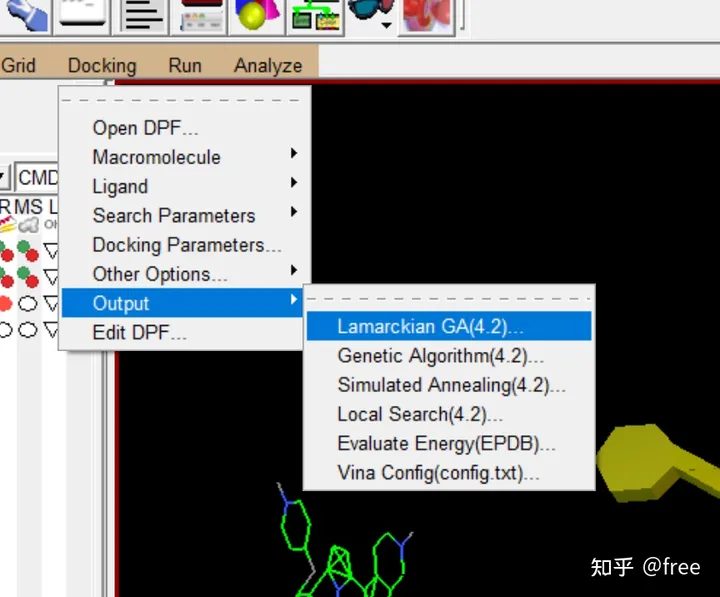 Grid Docking Run Analyze
Open DPF...
Macromolecule
Ligand
Search Parameters
Docking Parameters...
Other Options...
Output
Edit DPF...
Lamarckian GA(4.2)...
Genetic Algorithm(4.2)...
Simulated Annealing(4.2)...
Local Search(4.2)...
Evaluate Energy(EPDB)...
Vina Config(config.txt)...
CMD
R MS L
知乎 @free